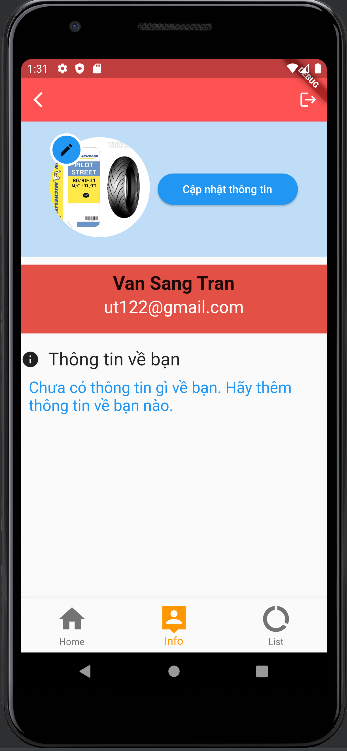 1:31
DEBUG
PILOT
STREET
Cập nhật thông tin
Van Sang Tran
ut122@gmail.com
Thông tin về bạn
Chưa có thông tin gì về bạn. Hãy thêm
thông tin về bạn nào.
Home
Info
List